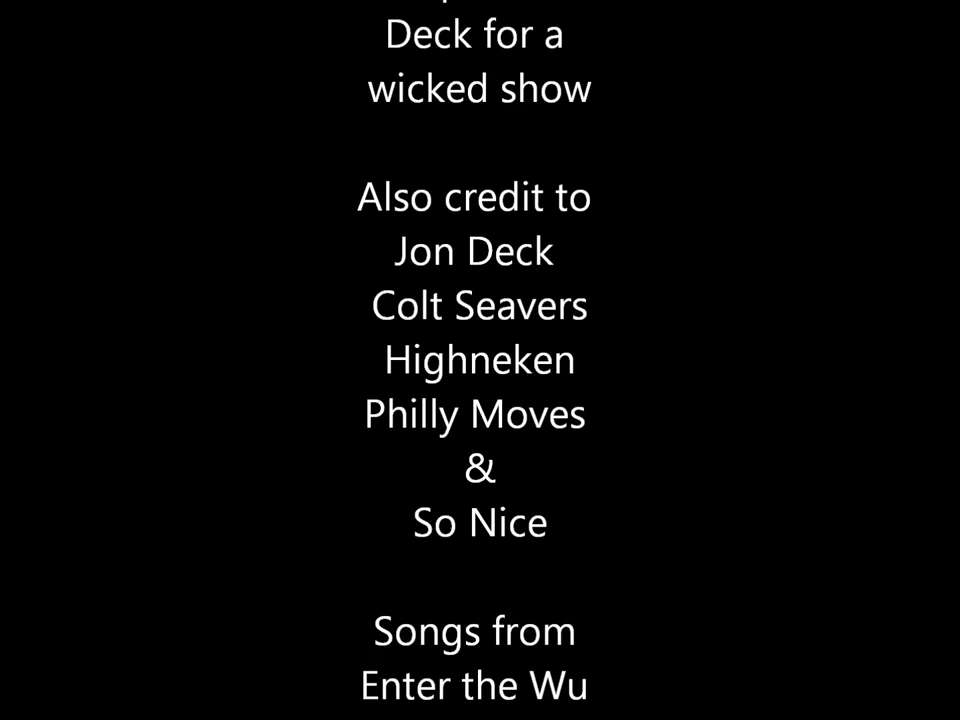 Deck for a
wicked show
Also credit to
Jon Deck
Colt Seavers
Highneken
Philly Moves
&
So Nice
Songs from
Enter the Wu